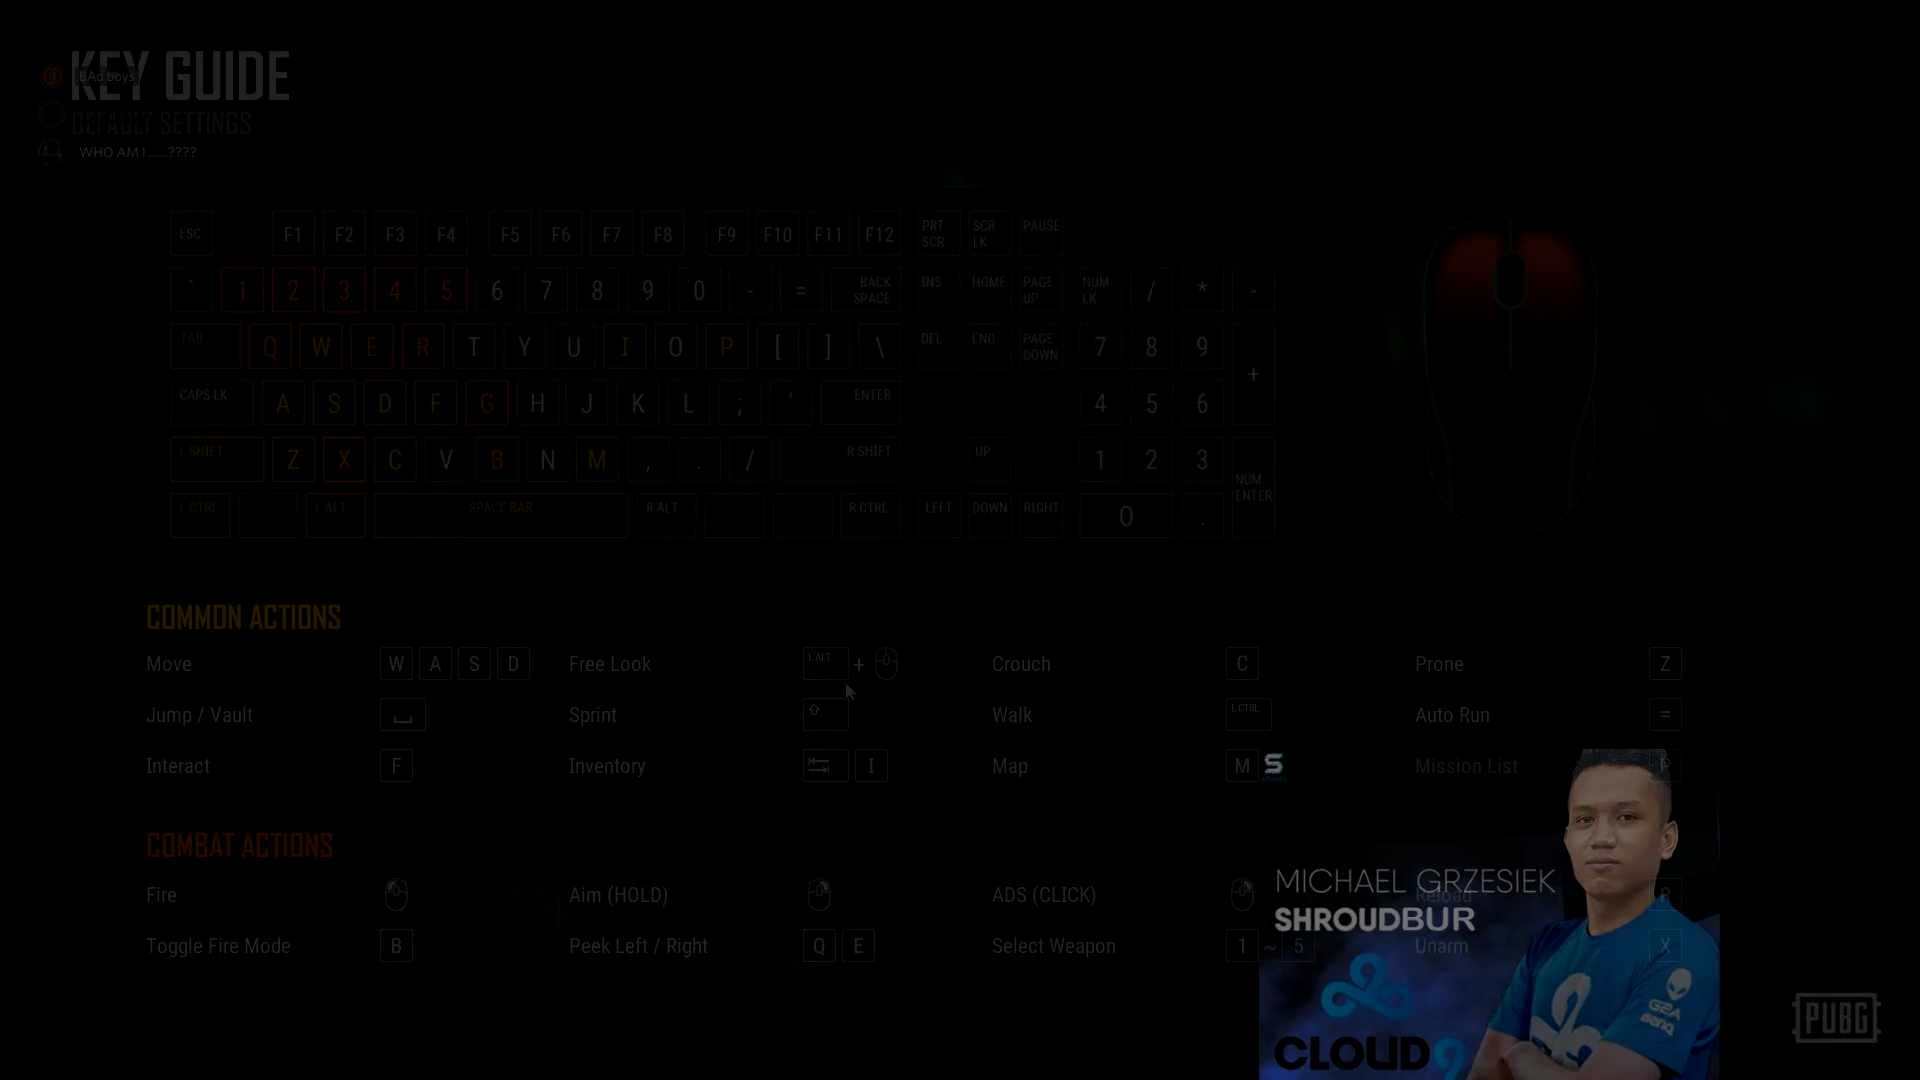 KEY GUIDE
BAd boys
DEFAULT SETTINGS
WHO AM I ......????
ESC F1 F2 F3 F4 F5 F6 F7 F8 F9 F10 F11 F12 PRT SCR SCR LK PAUSE
` 1 2 3 4 5 6 7 8 9 0 - = BACK SPACE INS HOME PAGE UP NUM LK / * -
TAB Q W E R T Y U I O P [ ] \ DEL END PAGE DOWN 7 8 9 +
CAPS LK A S D F G H J K L ; ' ENTER 4 5 6
L SHIFT Z X C V B N M , . / R SHIFT UP 1 2 3 NUM ENTER
L CTRL L ALT SPACE BAR R ALT R CTRL LEFT DOWN RIGHT 0 .
COMMON ACTIONS
Move W A S D Free Look L ALT + Crouch C Prone Z
Jump / Vault Sprint Walk L CTRL Auto Run =
Interact F Inventory I Map M S Mission List P
COMBAT ACTIONS
Fire Aim (HOLD) ADS (CLICK) Reload R
MICHAEL GRZESIEK
SHROUDBUR
Toggle Fire Mode B Peek Left / Right Q E Select Weapon 1 ~ 5 Unarm X
G2A
BenQ
CLOUD9
PUBG